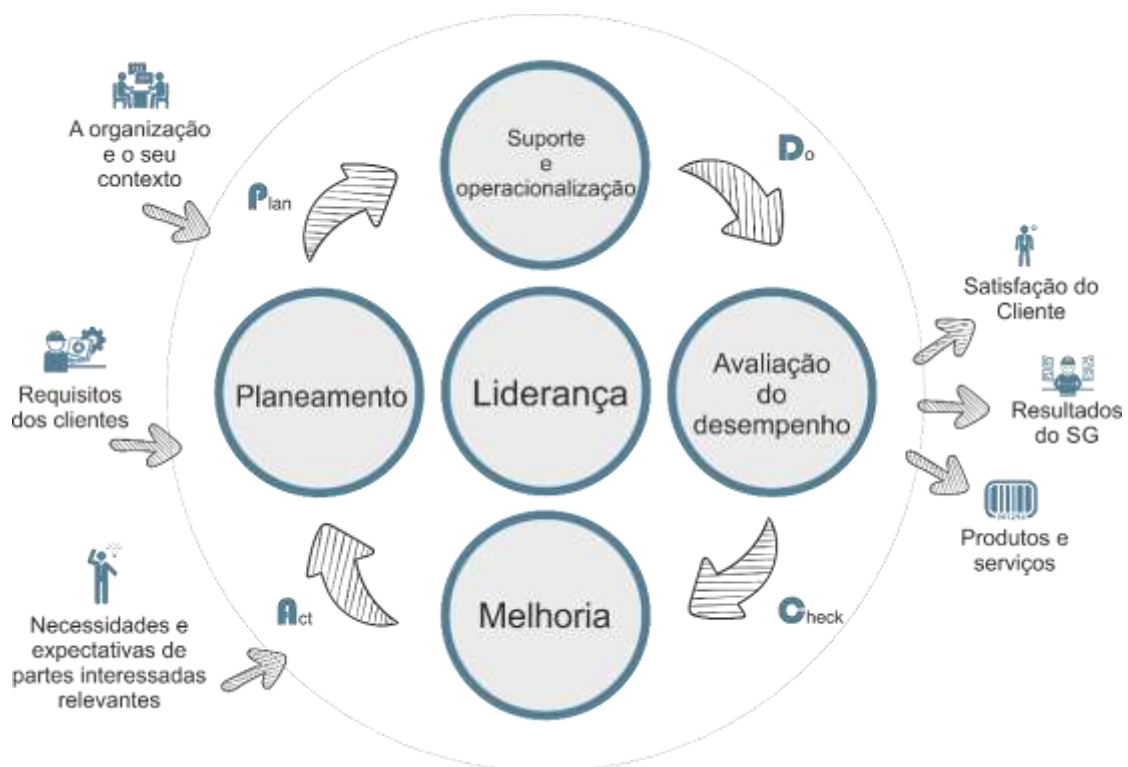 A organização
e o seu
contexto
Requisitos
dos clientes
Necessidades e
expectativas de
partes interessadas
relevantes
Plan
Suporte
e
operacionalização
Do
Planeamento
Liderança
Avaliação
do
desempenho
Act
Melhoria
Check
Satisfação do
Cliente
Resultados
do SG
Produtos e
serviços